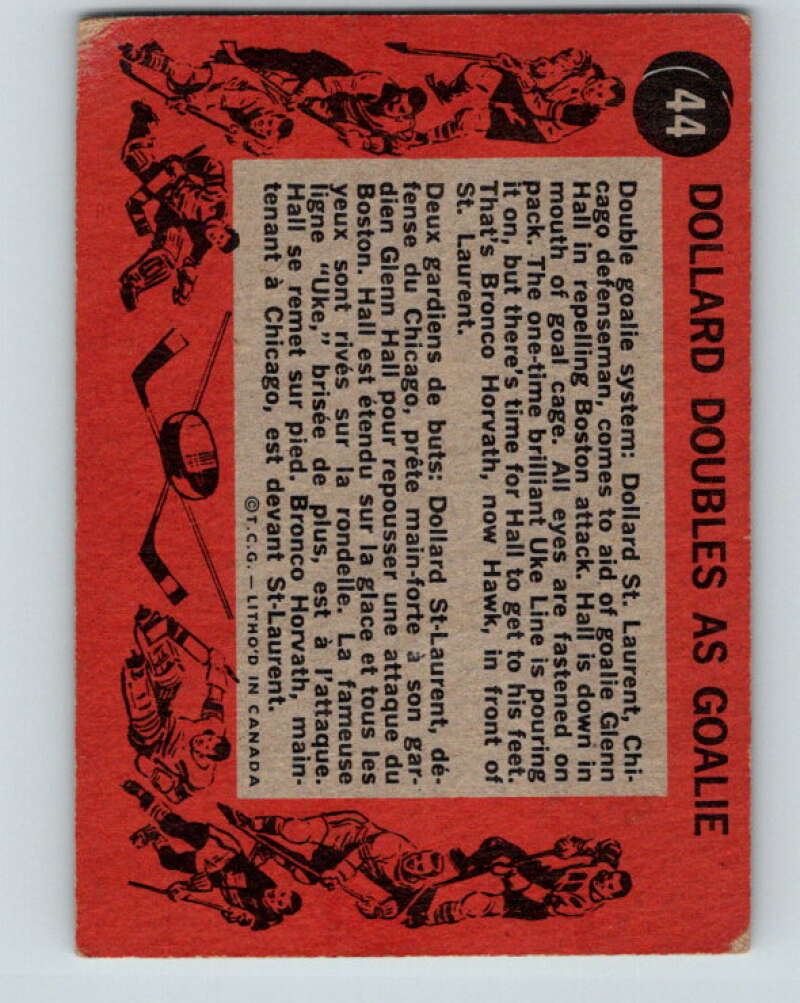 44
DOLLARD DOUBLES AS GOALIE
Double goalie system: Dollard St. Laurent, Chi-
cago defenseman, comes to aid of goalie Glenn
Hall in repelling Boston attack. Hall is down in
mouth of goal cage. All eyes are fastened on
pack. The one-time brilliant Uke Line is pouring
it on, but there's time for Hall to get to his feet.
That's Bronco Horvath, now Hawk, in front of
St. Laurent.
Deux gardiens de buts: Dollard St-Laurent, dé-
fense du Chicago, prête main-forte à son gar-
dien Glenn Hall pour repousser une attaque du
Boston. Hall est étendu sur la glace et tous les
yeux sont rivés sur la rondelle. La fameuse
ligne "Uke," brisée de plus, est à l'attaque.
Hall se remet sur pied. Bronco Horvath, main-
tenant à Chicago, est devant St-Laurent.
©T.C.G.—LITHO'D IN CANADA